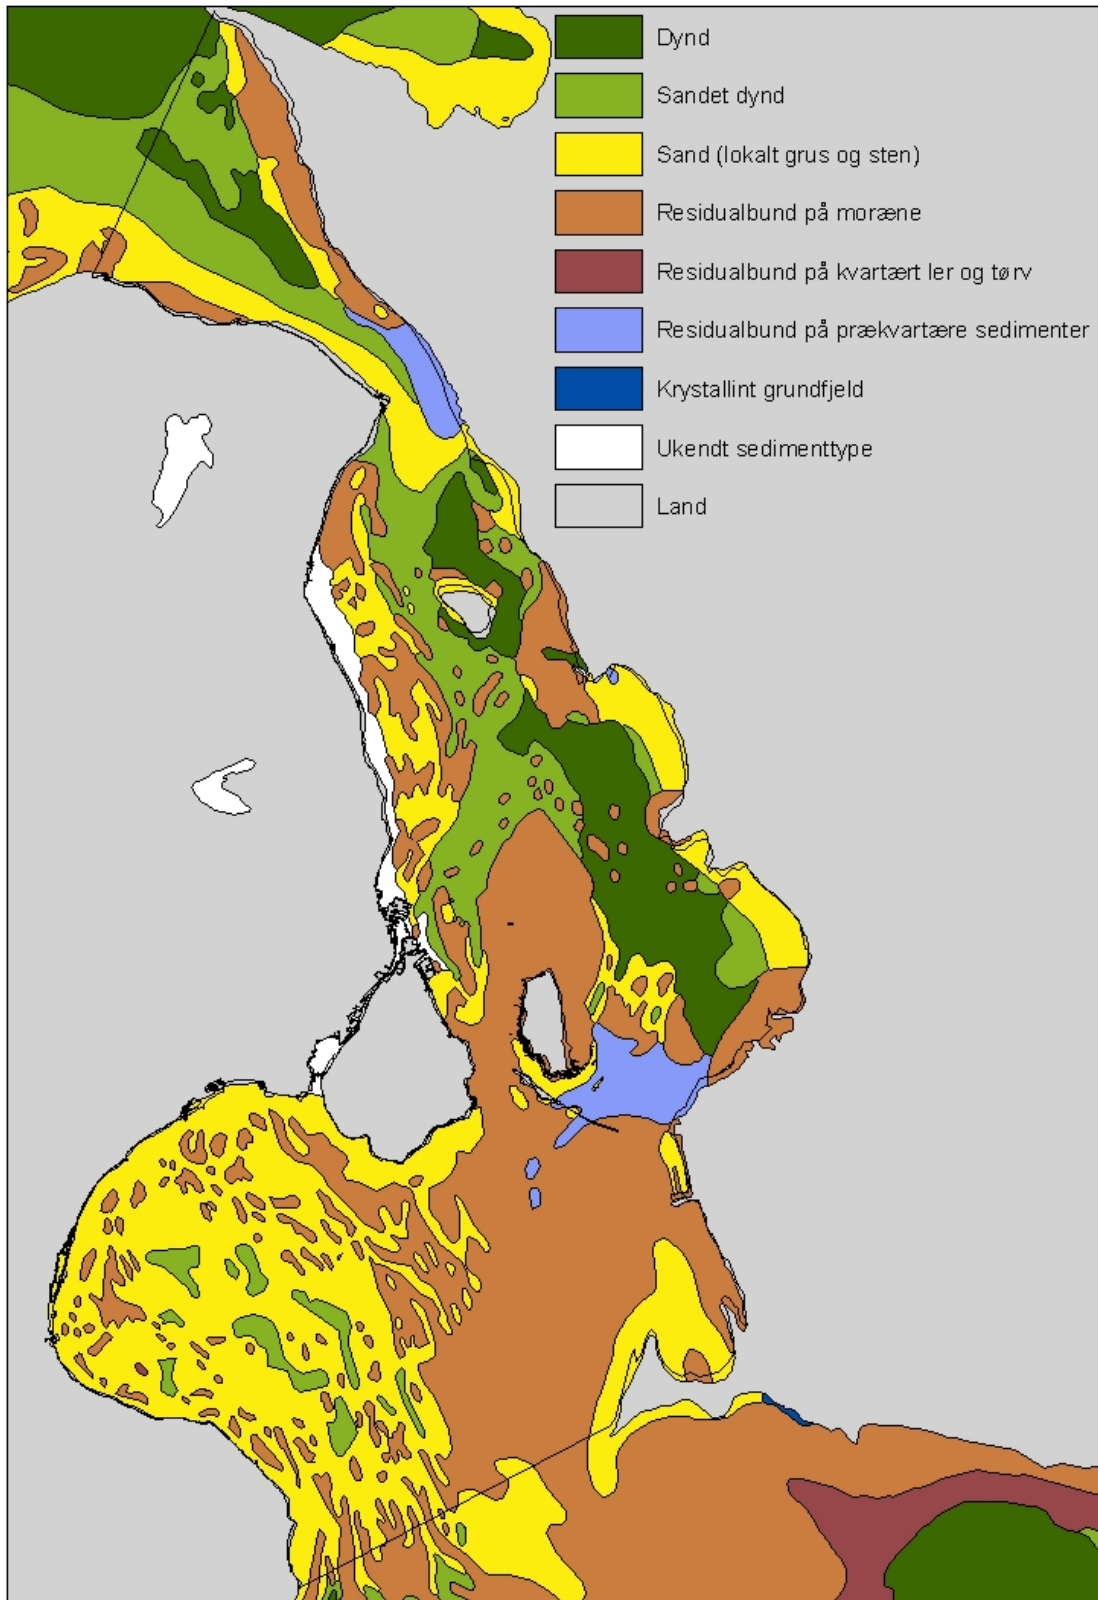 Dynd
Sandet dynd
Sand (lokalt grus og sten)
Residualbund på moræne
Residualbund på kvartært ler og tørv
Residualbund på prækvartære sedimenter
Krystallint grundfjeld
Ukendt sedimenttype
Land